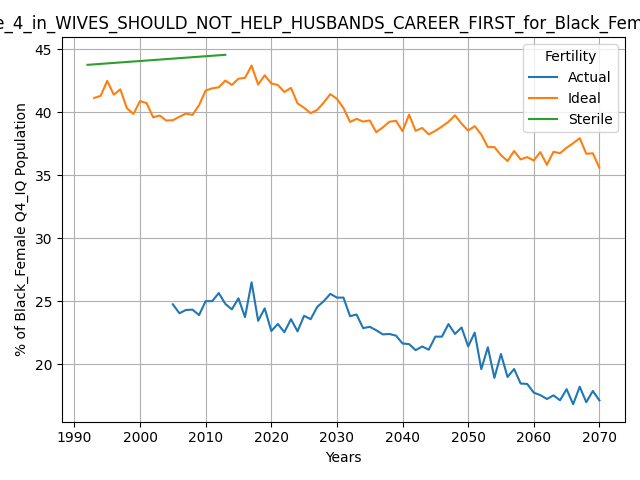 e_4_in_WIVES_SHOULD_NOT_HELP_HUSBANDS_CAREER_FIRST_for_Black_Fem
Fertility
Actual
Ideal
Sterile
% of Black_Female Q4_IQ Population
45
40
35
30
25
20
1990
2000
2010
2020
2030
2040
2050
2060
2070
Years